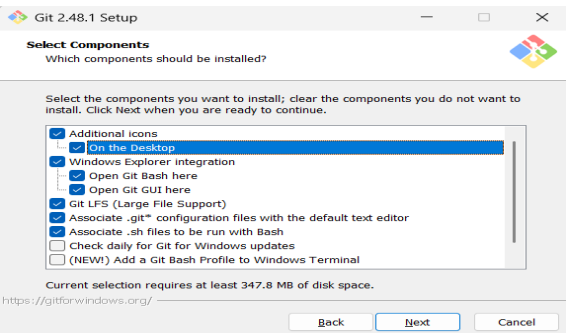 Git 2.48.1 Setup
Select Components
Which components should be installed?
Select the components you want to install; clear the components you do not want to
install. Click Next when you are ready to continue.
Additional icons
On the Desktop
Windows Explorer integration
Open Git Bash here
Open Git GUI here
Git LFS (Large File Support)
Associate .git* configuration files with the default text editor
Associate .sh files to be run with Bash
Check daily for Git for Windows updates
(NEW!) Add a Git Bash Profile to Windows Terminal
Current selection requires at least 347.8 MB of disk space.
https://gitforwindows.org/
Back Next Cancel